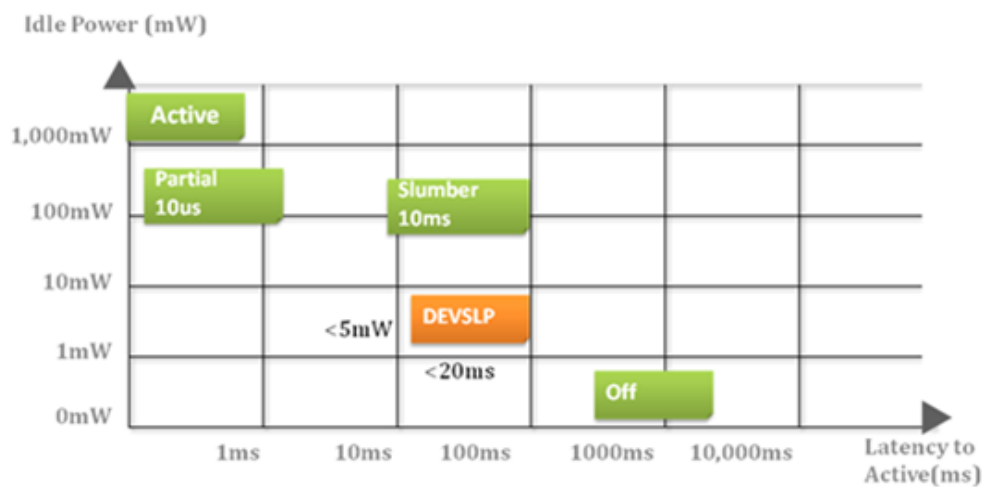 Idle Power (mW)
Active
1,000mW
Partial
10us
Slumber
10ms
100mW
10mW
DEVSLP
<5mW
1mW
<20ms
Off
0mW
1ms
10ms
100ms
1000ms
10,000ms
Latency to
Active(ms)